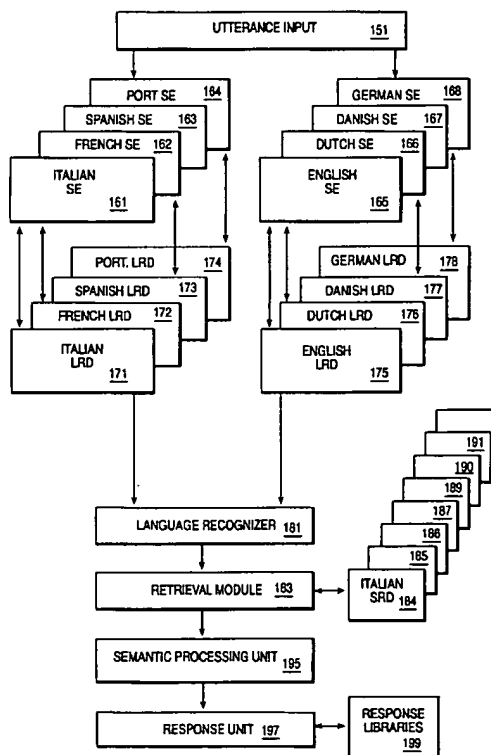 UTTERANCE INPUT 151
PORT SE 164
SPANISH SE 163
FRENCH SE 162
ITALIAN
SE
161
GERMAN SE 168
DANISH SE 167
DUTCH SE 166
ENGLISH
SE
165
PORT. LRD 174
SPANISH LRD 173
FRENCH LRD 172
ITALIAN
LRD
171
GERMAN LRD 178
DANISH LRD 177
DUTCH LRD 176
ENGLISH
LRD
175
191
190
189
187
186
185
ITALIAN
SRD
184
LANGUAGE RECOGNIZER 181
RETRIEVAL MODULE 183
SEMANTIC PROCESSING UNIT
195
RESPONSE UNIT 197
RESPONSE
LIBRARIES
199